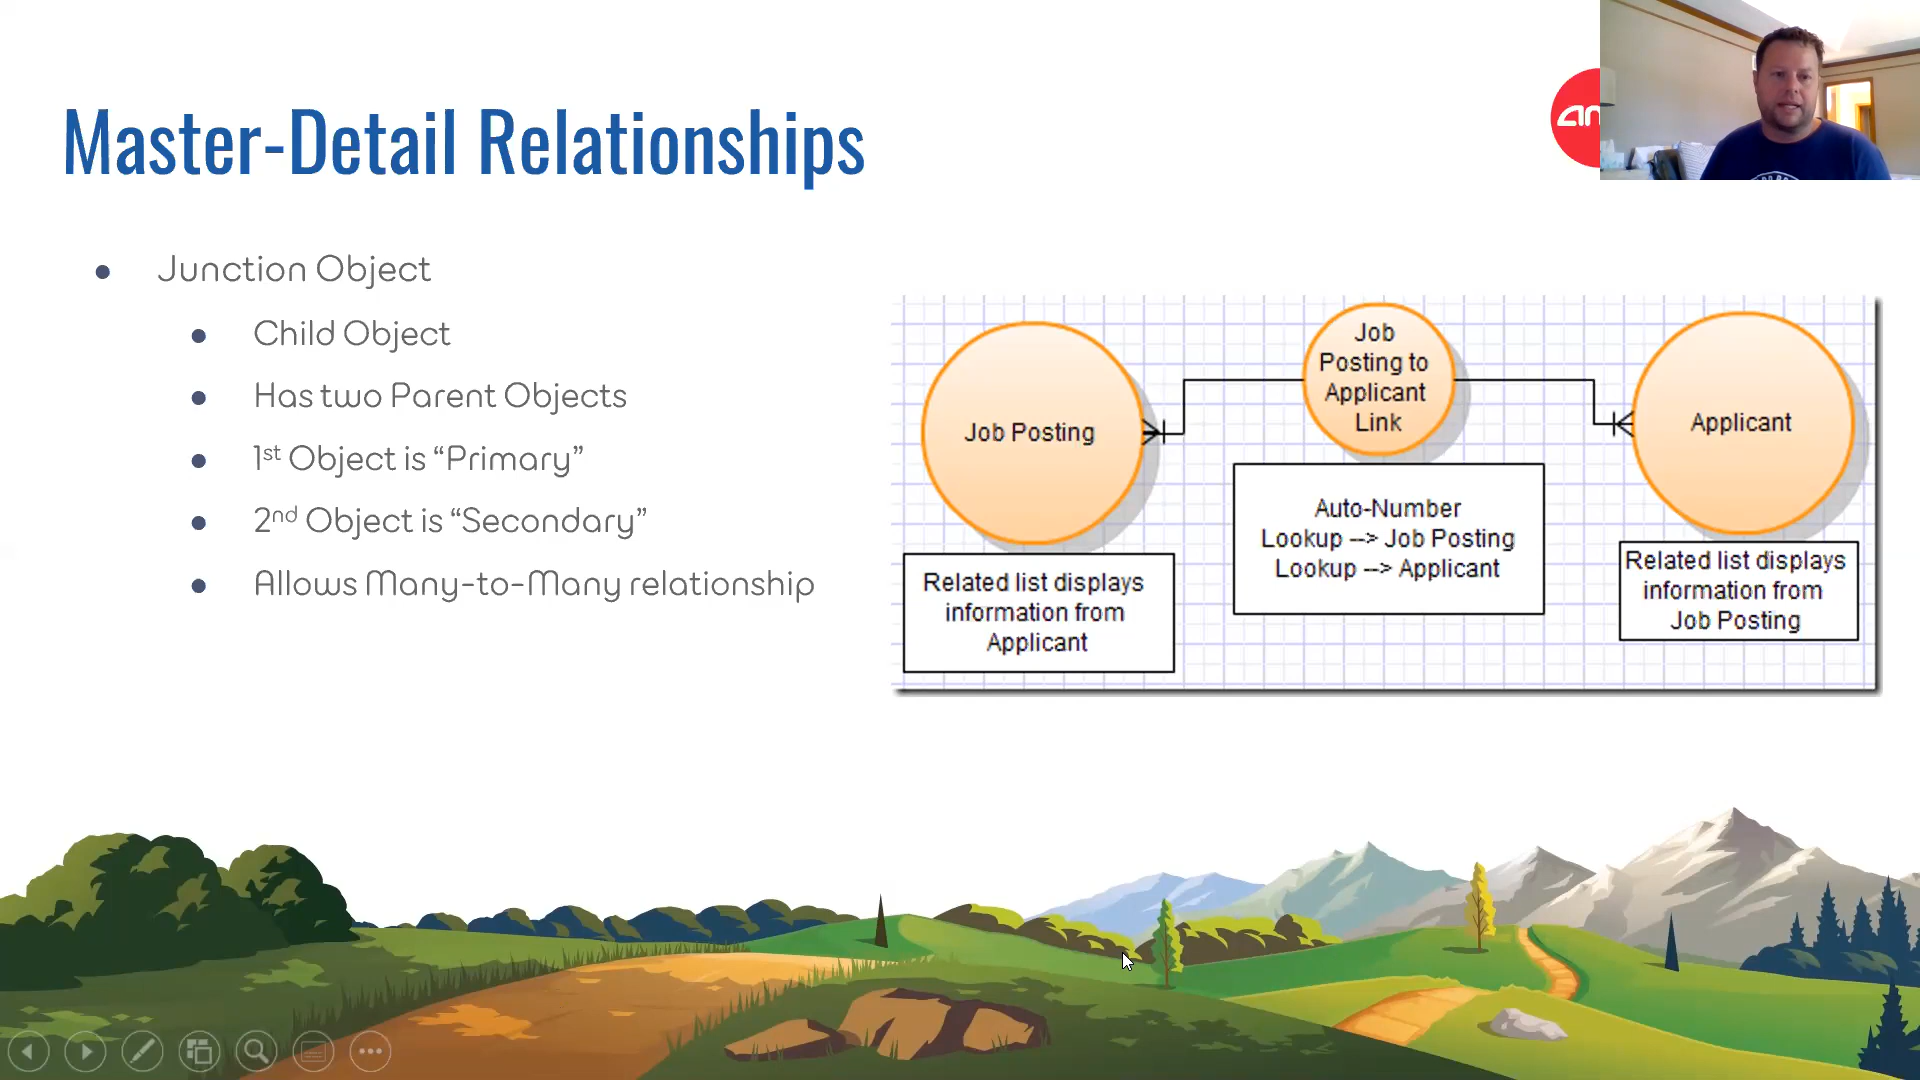 Master-Detail Relationships
Junction Object
Child Object
Has two Parent Objects
1st Object is “Primary”
2nd Object is “Secondary”
Allows Many-to-Many relationship
Job Posting
Related list displays
information from
Applicant
Job
Posting to
Applicant
Link
Auto-Number
Lookup --> Job Posting
Lookup --> Applicant
Applicant
Related list displays
information from
Job Posting